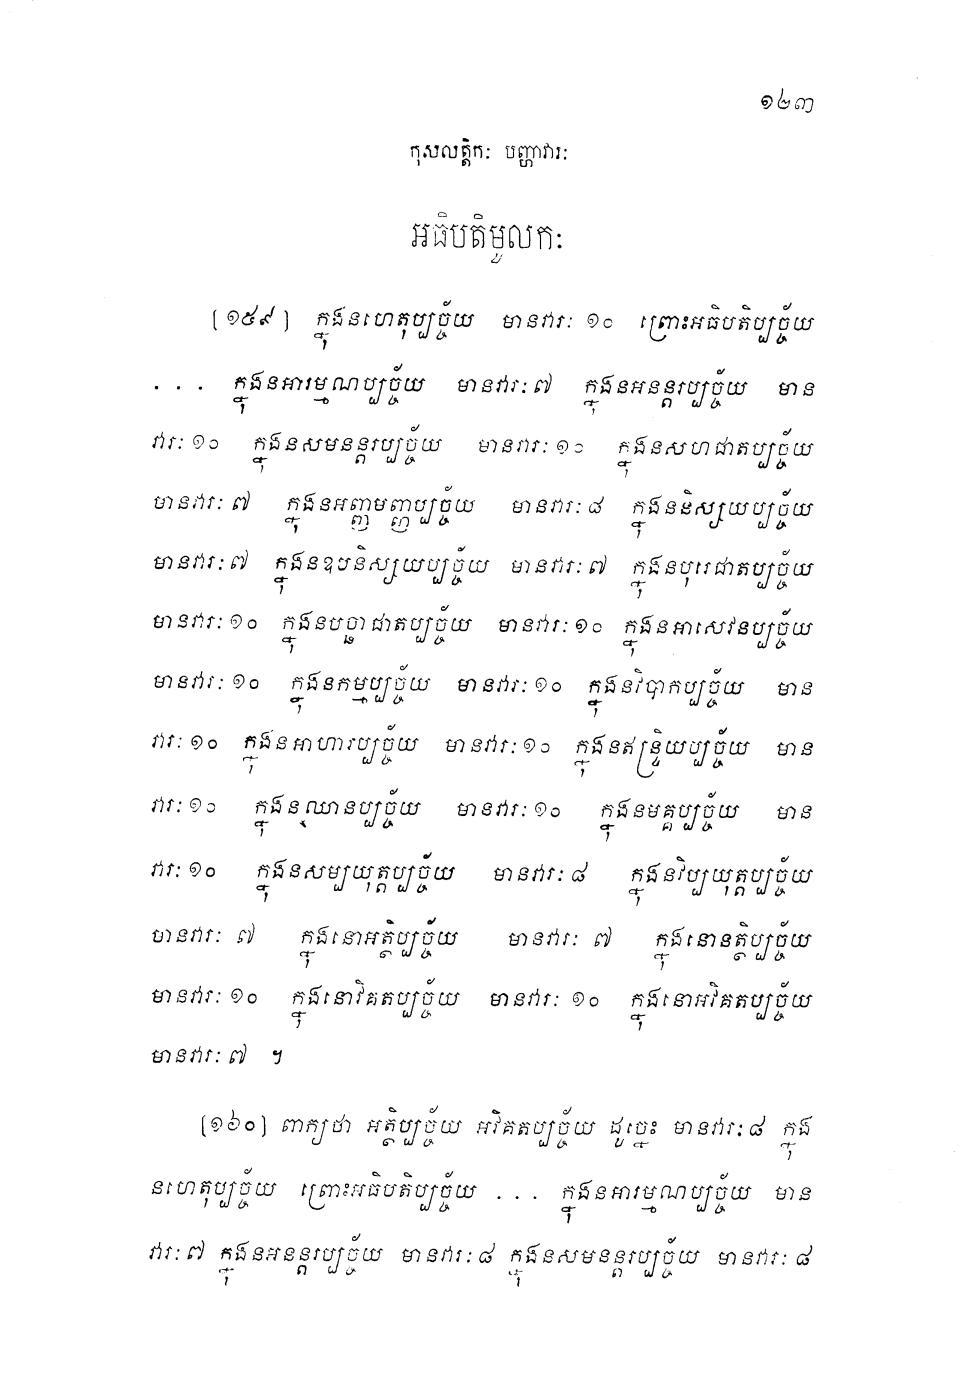 ១២៣
កុសលត្តិកៈ បញ្ហាវារៈ
អធិបតិមូលកៈ
[១៥៩] ក្នុងនហេតុប្បច្ច័យ មានវារៈ ១០ ព្រោះអធិបតិប្បច្ច័យ
... ក្នុងនអារម្មណប្បច្ច័យ មានវារៈ ៧ ក្នុងនអនន្តរប្បច្ច័យ មាន
វារៈ ១០ ក្នុងនសមនន្តរប្បច្ច័យ មានវារៈ ១០ ក្នុងនសហជាតប្បច្ច័យ
មានវារៈ ៧ ក្នុងនអញ្ញាមញ្ញប្បច្ច័យ មានវារៈ ៨ ក្នុងននិស្សយប្បច្ច័យ
មានវារៈ ៧ ក្នុងនឧបនិស្សយប្បច្ច័យ មានវារៈ ៧ ក្នុងនបុរេជាតប្បច្ច័យ
មានវារៈ ១០ ក្នុងនបច្ឆាជាតប្បច្ច័យ មានវារៈ ១០ ក្នុងនអាសេវនប្បច្ច័យ
មានវារៈ ១០ ក្នុងនកម្មប្បច្ច័យ មានវារៈ ១០ ក្នុងនវិបាកប្បច្ច័យ មាន
វារៈ ១០ ក្នុងនអាហារប្បច្ច័យ មានវារៈ ១០ ក្នុងនឥន្ទ្រិយប្បច្ច័យ មាន
វារៈ ១០ ក្នុងនឈានប្បច្ច័យ មានវារៈ ១០ ក្នុងនមគ្គប្បច្ច័យ មាន
វារៈ ១០ ក្នុងនសម្បយុត្តប្បច្ច័យ មានវារៈ ៨ ក្នុងនវិប្បយុត្តប្បច្ច័យ
មានវារៈ ៧ ក្នុងនោអត្ថិប្បច្ច័យ មានវារៈ ៧ ក្នុងនោនត្ថិប្បច្ច័យ
មានវារៈ ១០ ក្នុងនោវិគតប្បច្ច័យ មានវារៈ ១០ ក្នុងនោអវិគតប្បច្ច័យ
មានវារៈ ៧ ។
[១៦០] ពាក្យថា អត្ថិប្បច្ច័យ អវិគតប្បច្ច័យ ដូច្នេះ មានវារៈ ៨ ក្នុង
នហេតុប្បច្ច័យ ព្រោះអធិបតិប្បច្ច័យ ... ក្នុងនអារម្មណប្បច្ច័យ មាន
វារៈ ៧ ក្នុងនអនន្តរប្បច្ច័យ មានវារៈ ៨ ក្នុងនសមនន្តរប្បច្ច័យ មានវារៈ ៨